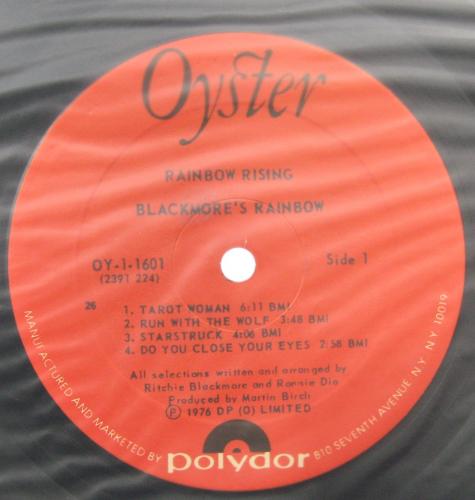 Oyster
RAINBOW RISING
BLACKMORE'S RAINBOW
OY-1-1601
(2391 224)
Side 1
26
1. TAROT WOMAN 6:11 BMI
2. RUN WITH THE WOLF 3:48 BMI
3. STARSTRUCK 4:06 BMI
4. DO YOU CLOSE YOUR EYES 2:58 BMI
All selections written and arranged by
Ritchie Blackmore and Ronnie Dio
Produced by Martin Birch
Ⓟ 1976 DP (O) LIMITED
MANUFACTURED AND MARKETED BY polydor 810 SEVENTH AVENUE N.Y. N.Y. 10019